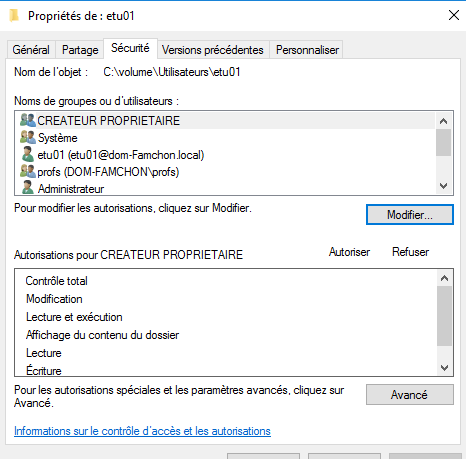 Propriétés de : etu01
Général Partage Sécurité Versions précédentes Personnaliser
Nom de l'objet : C:\volume\Utilisateurs\etu01
Noms de groupes ou d'utilisateurs :
CREATEUR PROPRIETAIRE
Système
etu01 (etu01@dom-Famchon.local)
profs (DOM-FAMCHON\profs)
Administrateur
Pour modifier les autorisations, cliquez sur Modifier.
Modifier...
Autorisations pour CREATEUR PROPRIETAIRE Autoriser Refuser
Contrôle total
Modification
Lecture et exécution
Affichage du contenu du dossier
Lecture
Écriture
Pour les autorisations spéciales et les paramètres avancés, cliquez sur
Avancé.
Avancé
Informations sur le contrôle d'accès et les autorisations